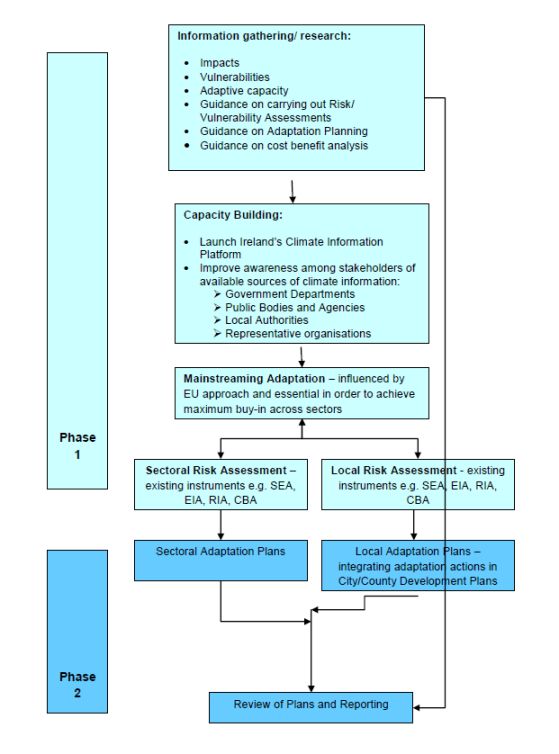 Information gathering/ research:
Impacts
Vulnerabilities
Adaptive capacity
Guidance on carrying out Risk/
Vulnerability Assessments
Guidance on Adaptation Planning
Guidance on cost benefit analysis
Capacity Building:
Launch Ireland's Climate Information
Platform
Improve awareness among stakeholders of
available sources of climate information:
Government Departments
Public Bodies and Agencies
Local Authorities
Representative organisations
Mainstreaming Adaptation – influenced by
EU approach and essential in order to achieve
maximum buy-in across sectors
Phase
1
Sectoral Risk Assessment –
existing instruments e.g. SEA,
EIA, RIA, CBA
Local Risk Assessment - existing
instruments e.g. SEA, EIA, RIA,
CBA
Sectoral Adaptation Plans
Local Adaptation Plans –
integrating adaptation actions in
City/County Development Plans
Phase
2
Review of Plans and Reporting